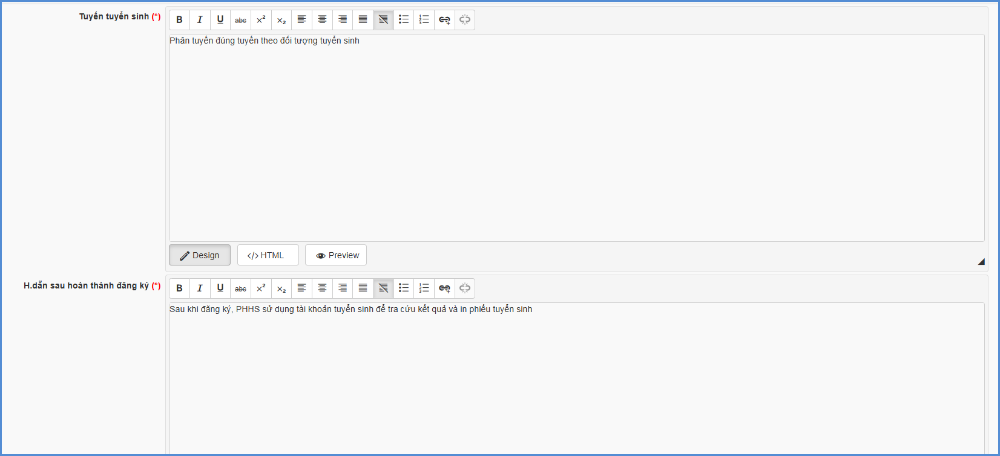 Tuyến tuyển sinh (*)
B I U abc x² x₂
Phân tuyến đúng tuyến theo đối tượng tuyển sinh
Design </> HTML Preview
H.dẫn sau hoàn thành đăng ký (*)
B I U abc x² x₂
Sau khi đăng ký, PHHS sử dụng tài khoản tuyển sinh để tra cứu kết quả và in phiếu tuyển sinh